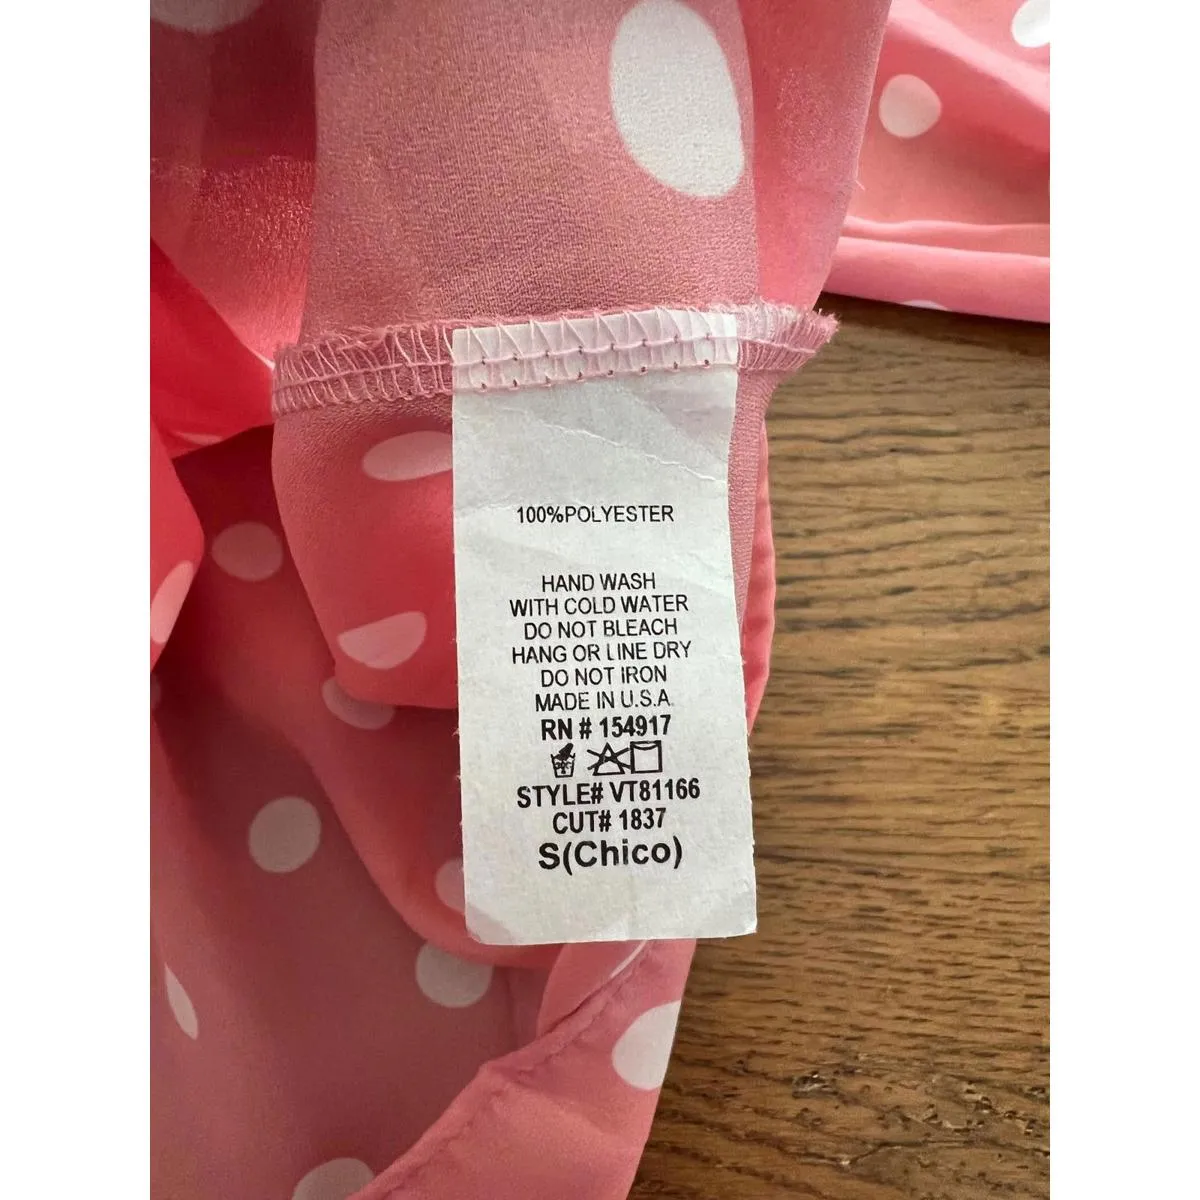 100%POLYESTER
HAND WASH
WITH COLD WATER
DO NOT BLEACH
HANG OR LINE DRY
DO NOT IRON
MADE IN U.S.A.
RN # 154917
STYLE# VT81166
CUT# 1837
S(Chico)